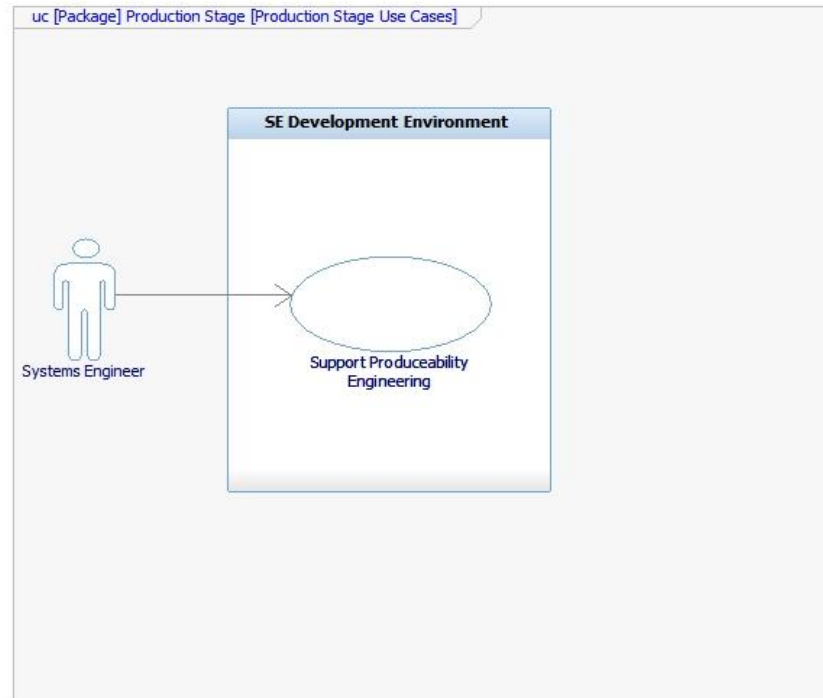 uc [Package] Production Stage [Production Stage Use Cases]
SE Development Environment
Systems Engineer
Support Produceability
Engineering